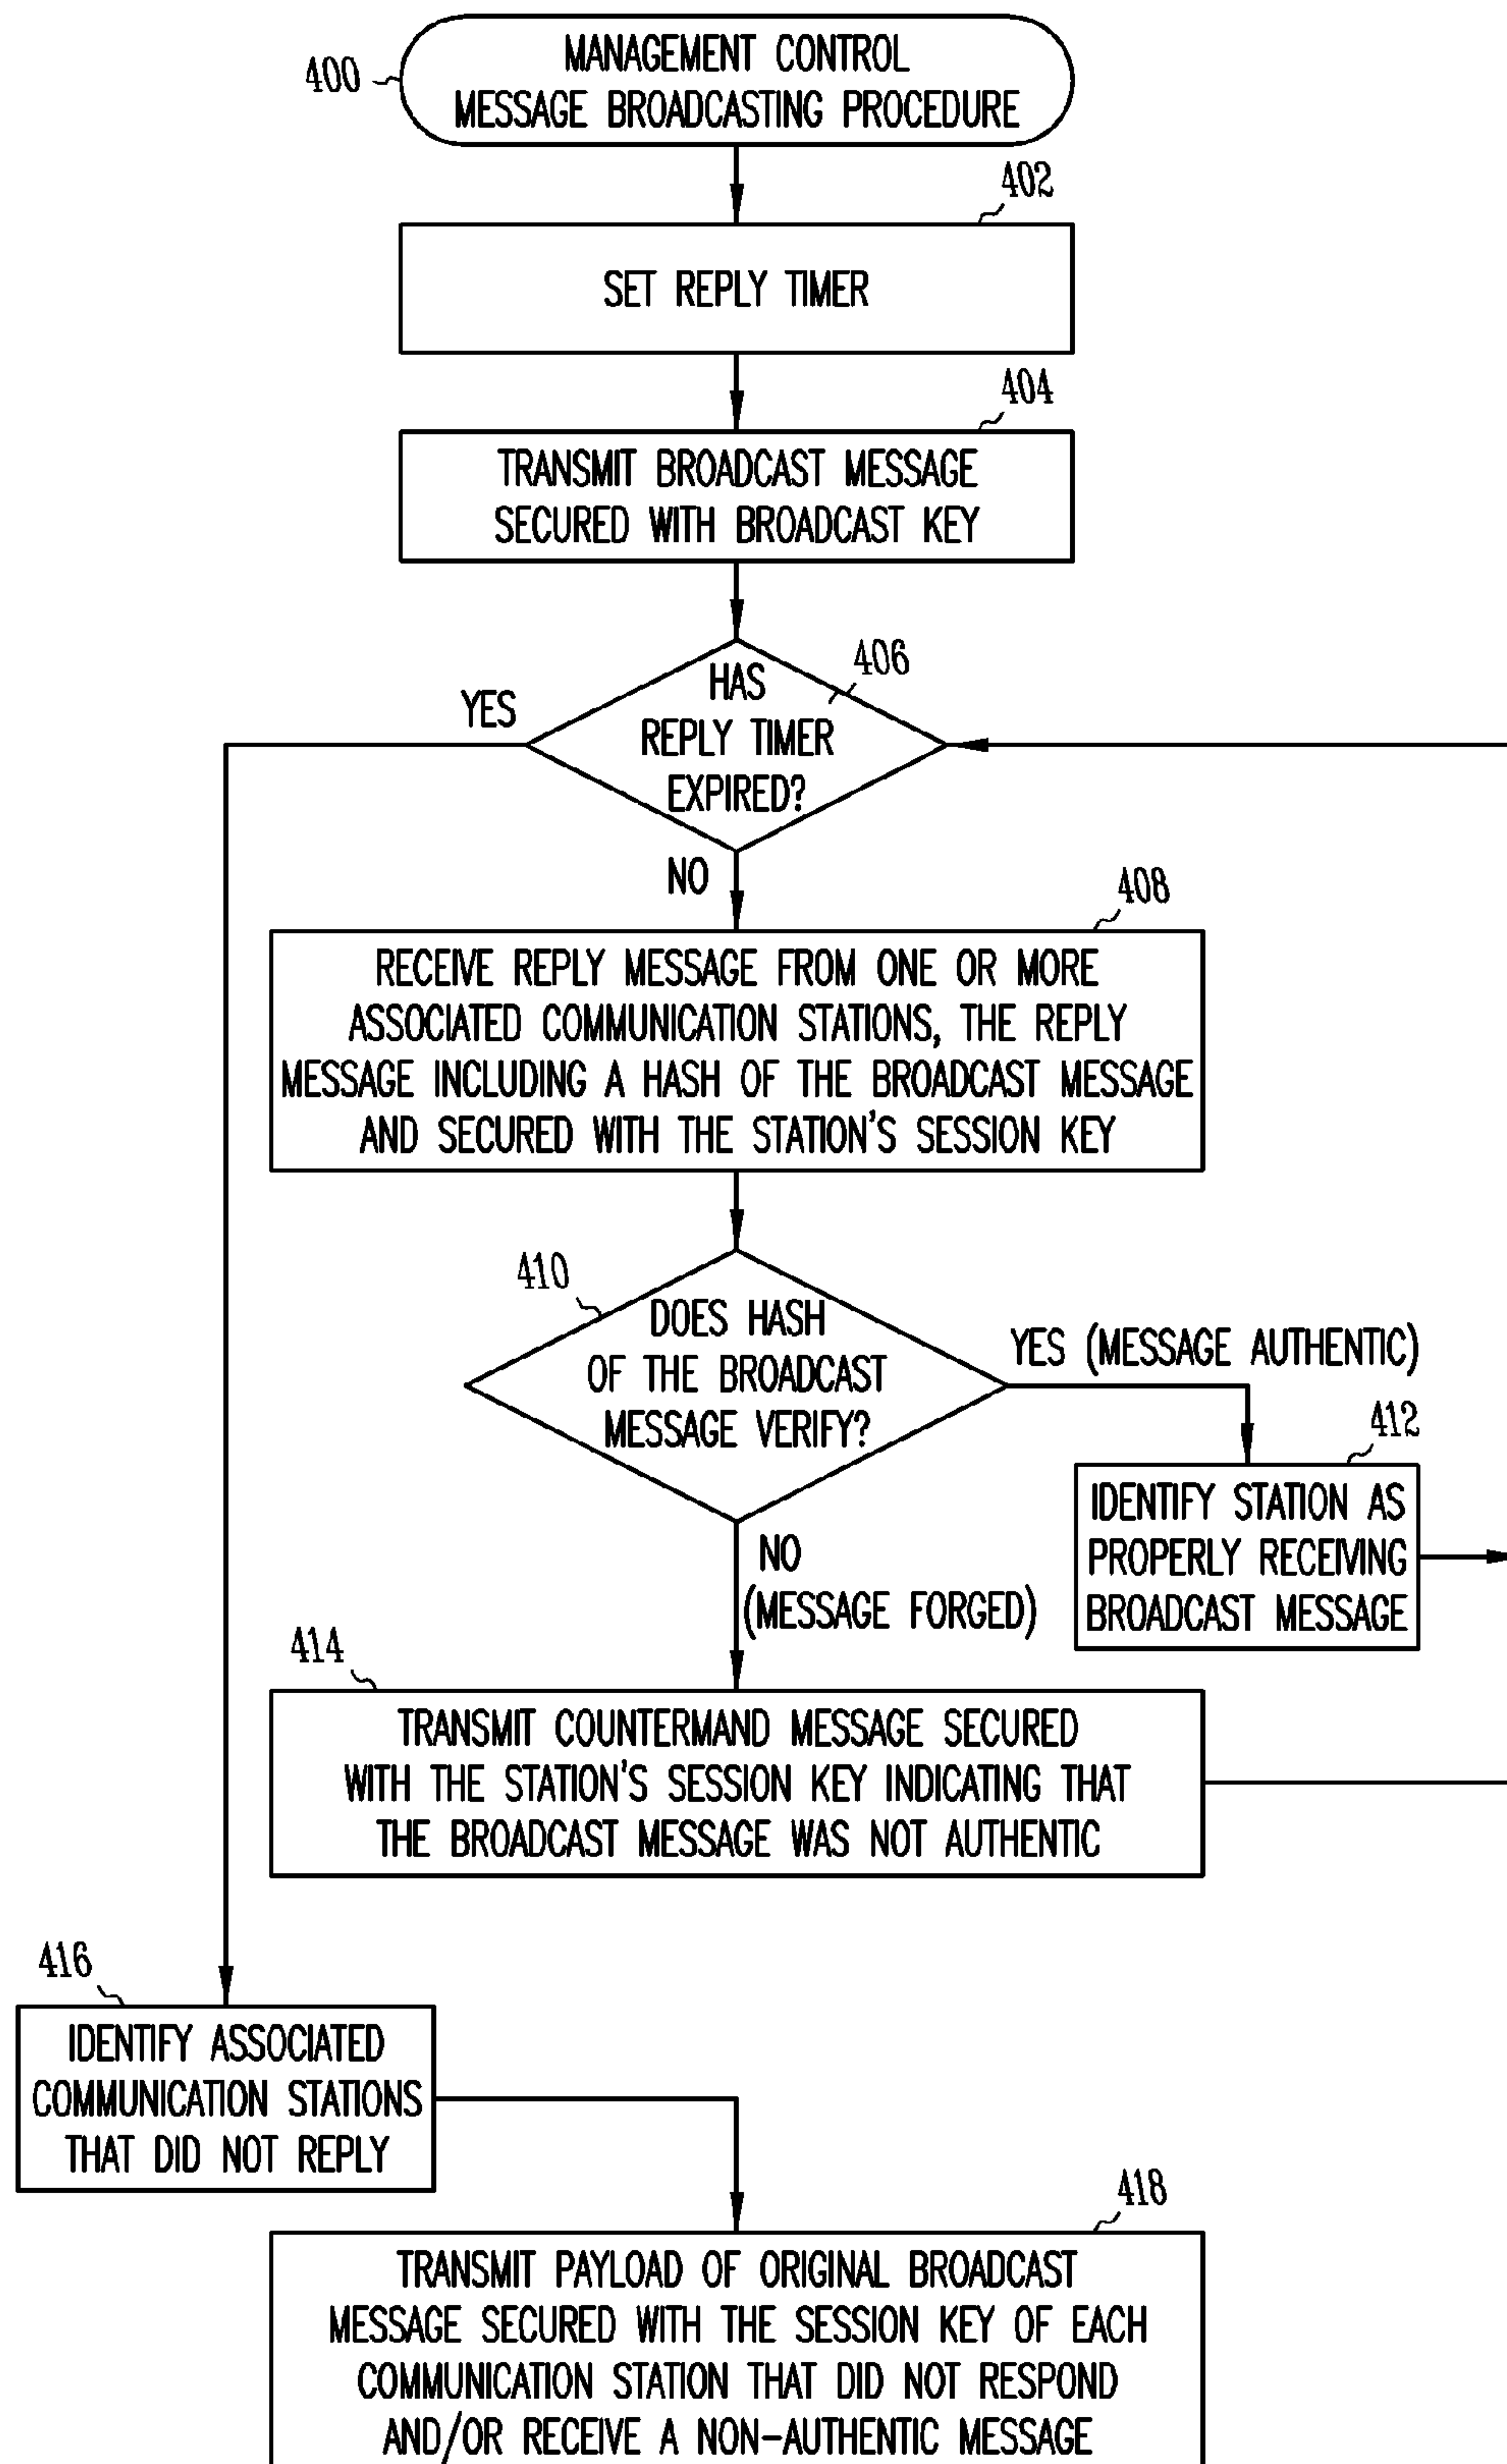 400
MANAGEMENT CONTROL
MESSAGE BROADCASTING PROCEDURE
402
SET REPLY TIMER
404
TRANSMIT BROADCAST MESSAGE
SECURED WITH BROADCAST KEY
406
HAS
REPLY TIMER
EXPIRED?
YES
NO
408
RECEIVE REPLY MESSAGE FROM ONE OR MORE
ASSOCIATED COMMUNICATION STATIONS, THE REPLY
MESSAGE INCLUDING A HASH OF THE BROADCAST MESSAGE
AND SECURED WITH THE STATION'S SESSION KEY
410
DOES HASH
OF THE BROADCAST
MESSAGE VERIFY?
YES (MESSAGE AUTHENTIC)
412
IDENTIFY STATION AS
PROPERLY RECEIVING
BROADCAST MESSAGE
NO
(MESSAGE FORGED)
414
TRANSMIT COUNTERMAND MESSAGE SECURED
WITH THE STATION'S SESSION KEY INDICATING THAT
THE BROADCAST MESSAGE WAS NOT AUTHENTIC
416
IDENTIFY ASSOCIATED
COMMUNICATION STATIONS
THAT DID NOT REPLY
418
TRANSMIT PAYLOAD OF ORIGINAL BROADCAST
MESSAGE SECURED WITH THE SESSION KEY OF EACH
COMMUNICATION STATION THAT DID NOT RESPOND
AND/OR RECEIVE A NON-AUTHENTIC MESSAGE